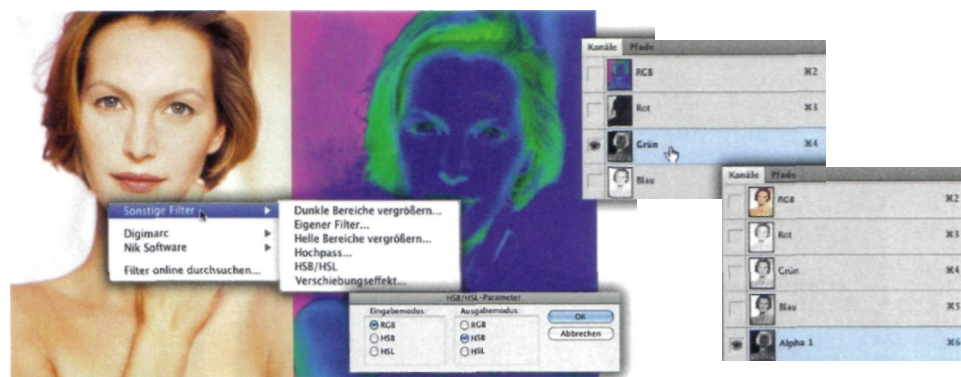 Kanäle Pfade
RGB ⌘2
Rot ⌘3
Grün ⌘4
Blau
Kanäle Pfade
RGB ⌘2
Rot ⌘3
Grün ⌘4
Blau ⌘5
Alpha 1 ⌘6
Sonstige Filter
Digimarc
Nik Software
Filter online durchsuchen...
Dunkle Bereiche vergrößern...
Eigener Filter...
Helle Bereiche vergrößern...
Hochpass...
HSB/HSL
Verschiebungseffekt...
HSB/HSL-Parameter
Eingabemodus:
RGB
HSB
HSL
Ausgabemodus:
RGB
HSB
HSL
OK
Abbrechen